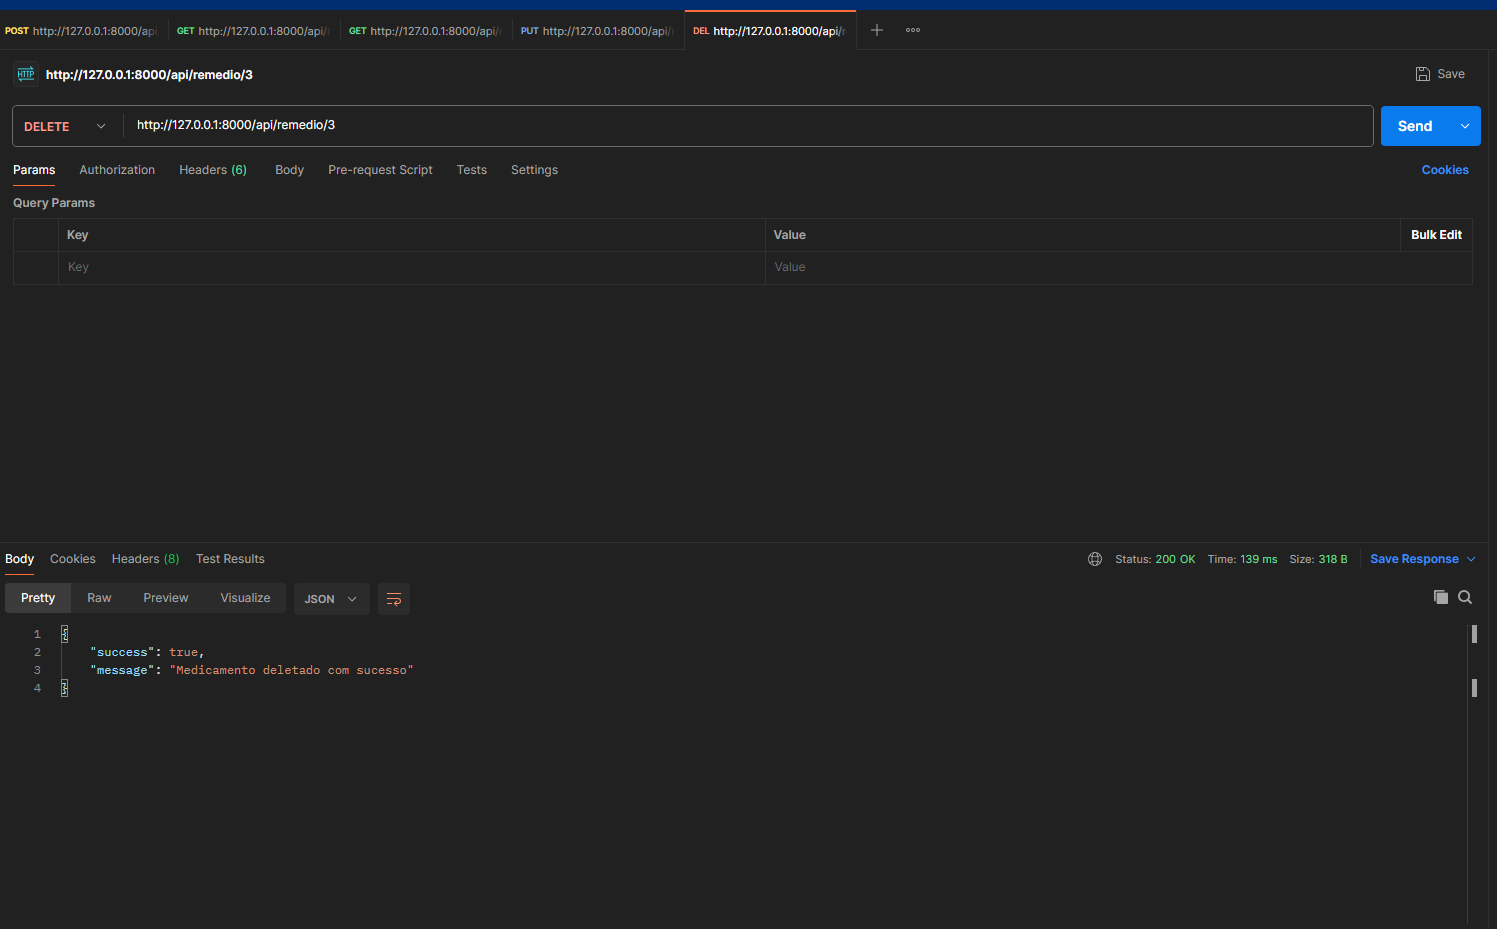 POST http://127.0.0.1:8000/api GET http://127.0.0.1:8000/api/ GET http://127.0.0.1:8000/api/ PUT http://127.0.0.1:8000/api/ DEL http://127.0.0.1:8000/api/
HTTP http://127.0.0.1:8000/api/remedio/3 Save
DELETE http://127.0.0.1:8000/api/remedio/3 Send
Params Authorization Headers (6) Body Pre-request Script Tests Settings Cookies
Query Params
Key Value Bulk Edit
Key Value
Body Cookies Headers (8) Test Results Status: 200 OK Time: 139 ms Size: 318 B Save Response
Pretty Raw Preview Visualize JSON
1 {
2 "success": true,
3 "message": "Medicamento deletado com sucesso"
4 }